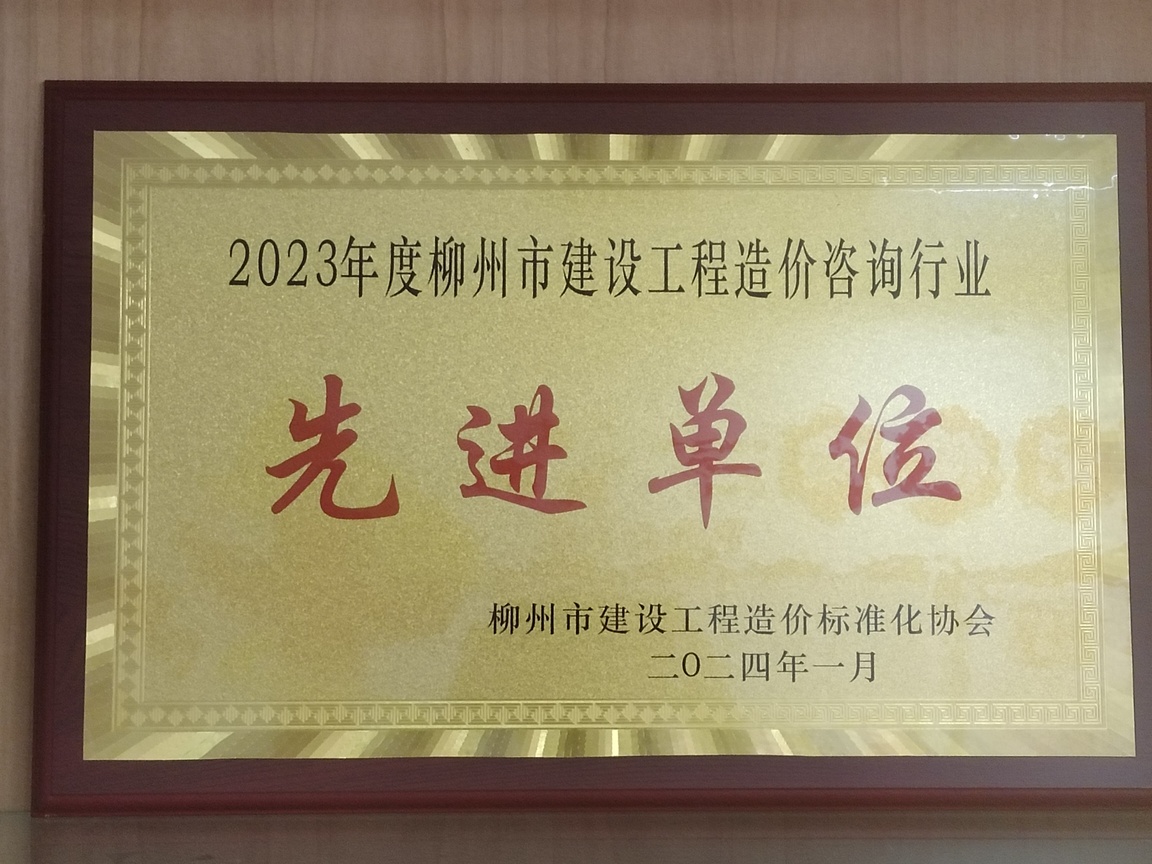 2023年度柳州市建设工程造价咨询行业
先进单位
柳州市建设工程造价标准化协会
二〇二四年一月